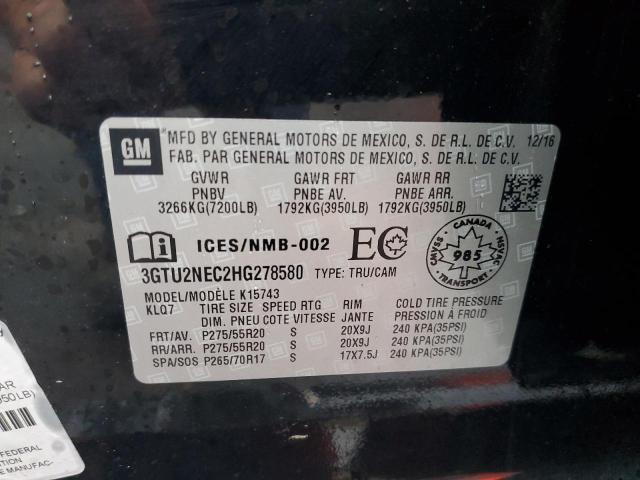 GM
*MFD BY GENERAL MOTORS DE MEXICO, S. DE R.L. DE C.V. 12/16
FAB. PAR GENERAL MOTORS DE MEXICO, S. DE R.L. DE C.V.
GVWR GAWR FRT GAWR RR
PNBV PNBE AV. PNBE ARR.
3266KG(7200LB) 1792KG(3950LB) 1792KG(3950LB)
ICES/NMB-002 EC
CANADA
985
TRANSPORT
3GTU2NEC2HG278580 TYPE: TRU/CAM
MODEL/MODÈLE K15743
KLQ7 TIRE SIZE SPEED RTG RIM COLD TIRE PRESSURE
DIM. PNEU COTE VITESSE JANTE PRESSION À FROID
FRT/AV. P275/55R20 S 20X9J 240 KPA(35PSI)
RR/ARR. P275/55R20 S 20X9J 240 KPA(35PSI)
SPA/SOS P265/70R17 S 17X7.5J 240 KPA(35PSI)
FEDERAL
MANUFAC-